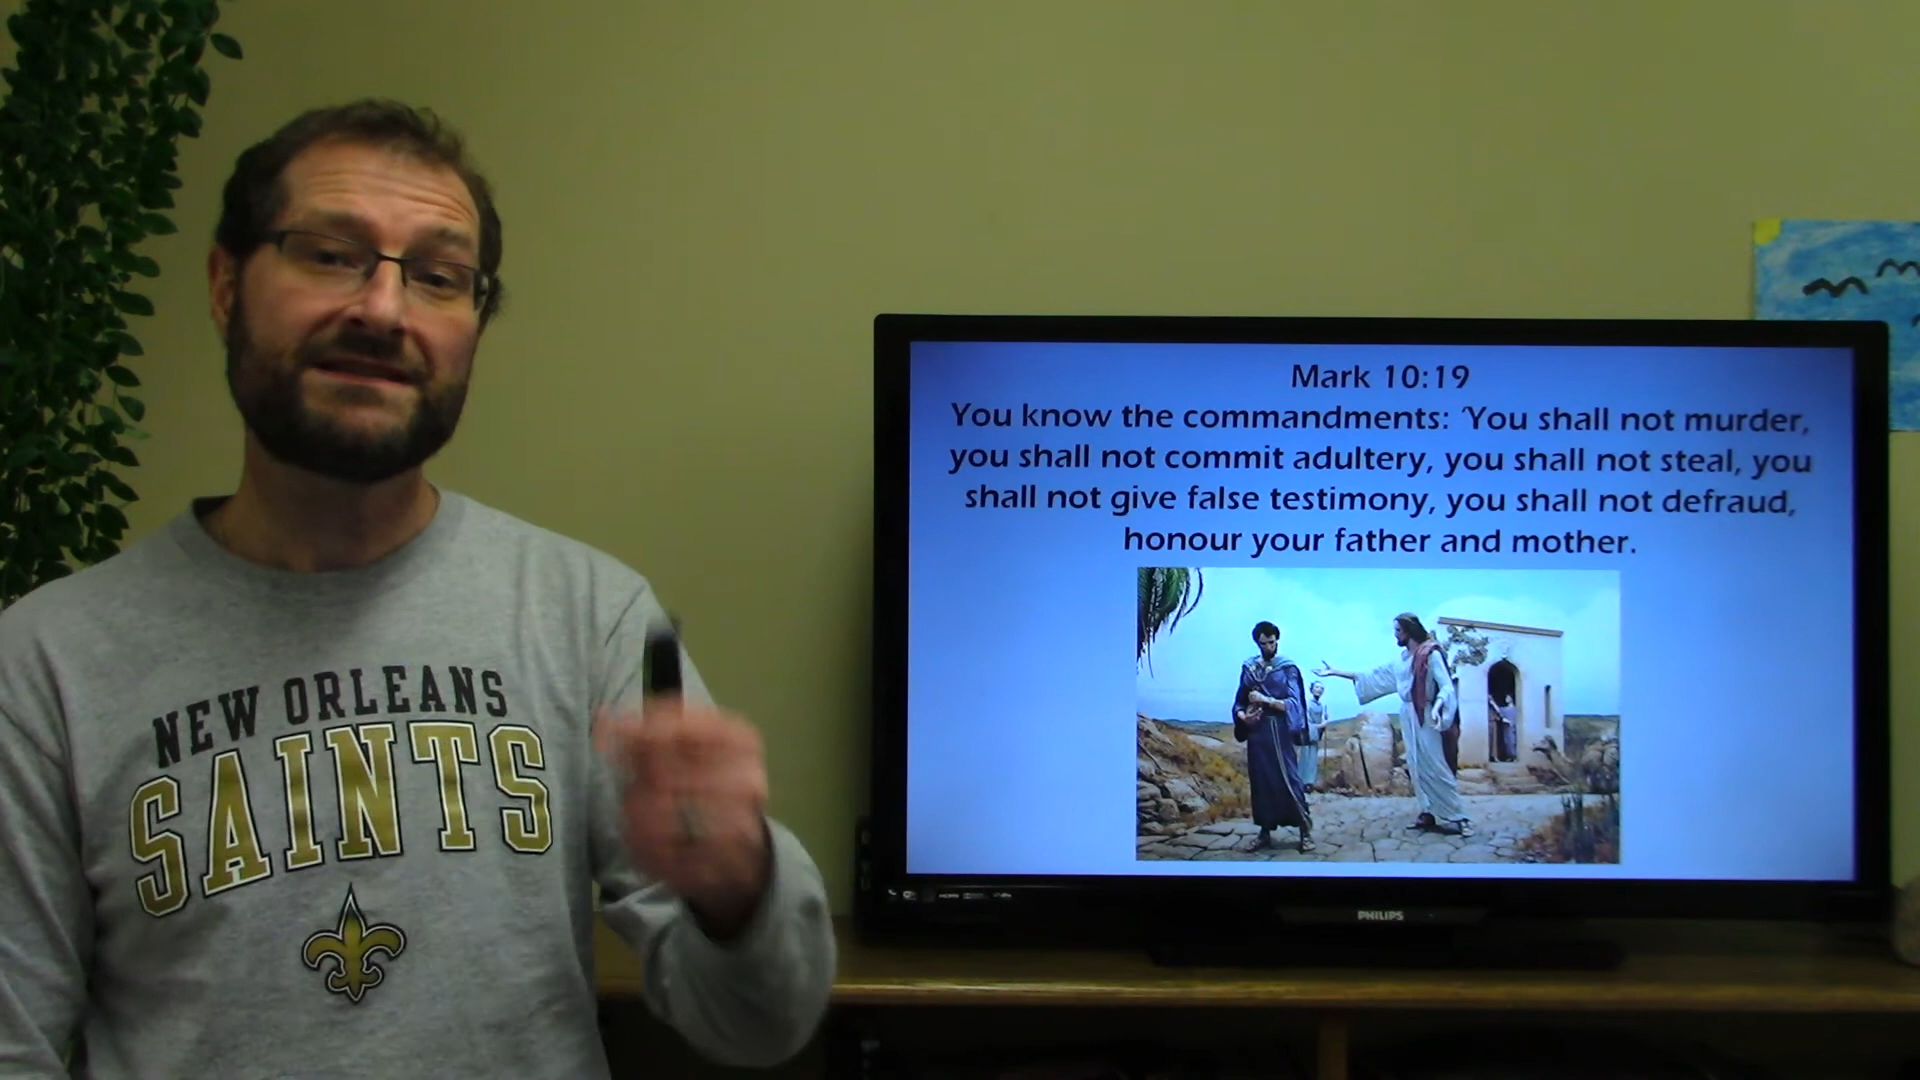 NEW ORLEANS
SAINTS
Mark 10:19
You know the commandments: ‘You shall not murder,
you shall not commit adultery, you shall not steal, you
shall not give false testimony, you shall not defraud,
honour your father and mother.
PHILIPS